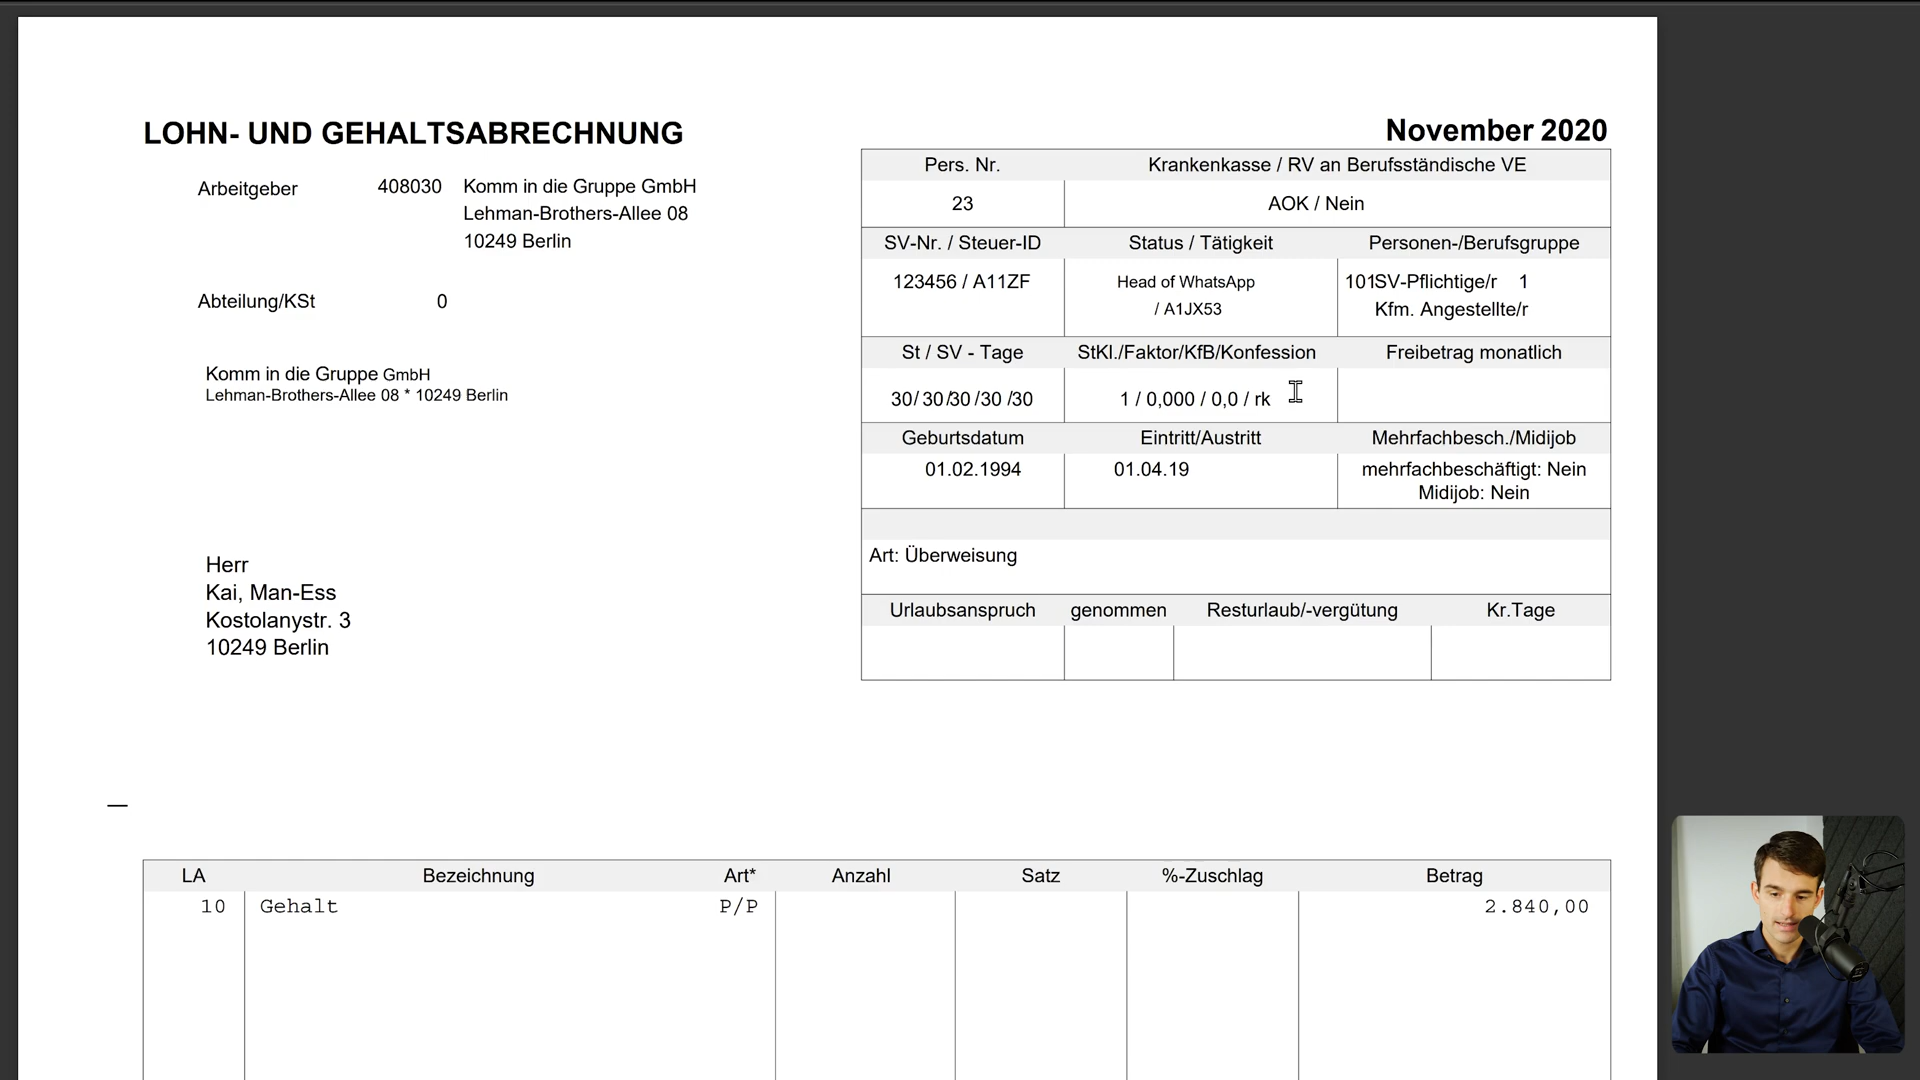 LOHN- UND GEHALTSABRECHNUNG
November 2020
Arbeitgeber 408030 Komm in die Gruppe GmbH
Lehman-Brothers-Allee 08
10249 Berlin
Abteilung/KSt 0
Komm in die Gruppe GmbH
Lehman-Brothers-Allee 08 * 10249 Berlin
Herr
Kai, Man-Ess
Kostolanystr. 3
10249 Berlin
Pers. Nr. Krankenkasse / RV an Berufsständische VE
23 AOK / Nein
SV-Nr. / Steuer-ID Status / Tätigkeit Personen-/Berufsgruppe
123456 / A11ZF Head of WhatsApp 101SV-Pflichtige/r 1
/ A1JX53 Kfm. Angestellte/r
St / SV - Tage StKl./Faktor/KfB/Konfession Freibetrag monatlich
30/ 30/30 /30 /30 1 / 0,000 / 0,0 / rk
Geburtsdatum Eintritt/Austritt Mehrfachbesch./Midijob
01.02.1994 01.04.19 mehrfachbeschäftigt: Nein
Midijob: Nein
Art: Überweisung
Urlaubsanspruch genommen Resturlaub/-vergütung Kr.Tage
LA Bezeichnung Art* Anzahl Satz %-Zuschlag Betrag
10 Gehalt P/P 2.840,00